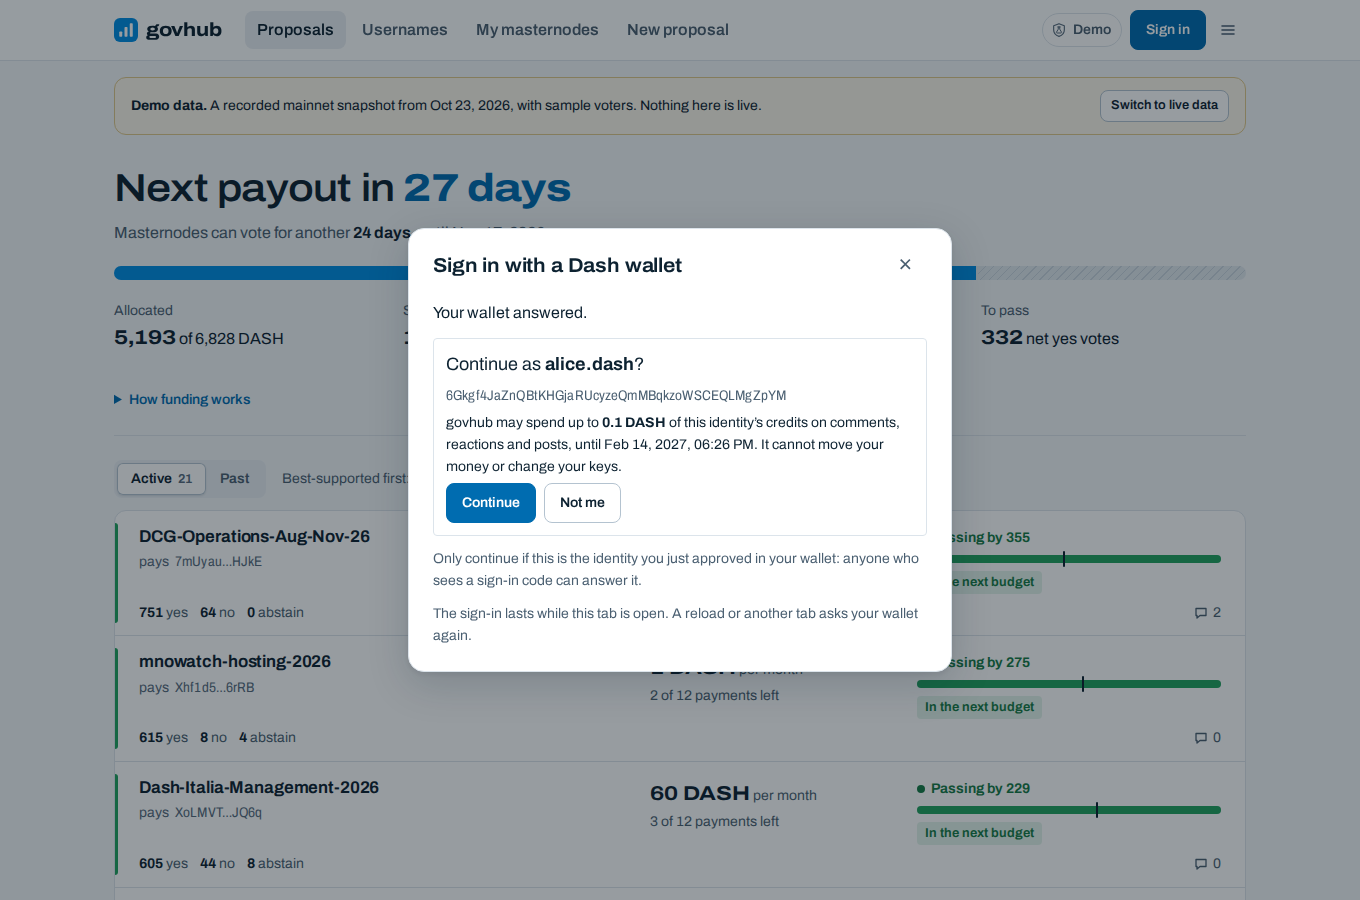 govhub
Proposals
Usernames
My masternodes
New proposal
Demo
Sign in
Demo data. A recorded mainnet snapshot from Oct 23, 2026, with sample voters. Nothing here is live.
Switch to live data
Next payout in 27 days
Masternodes can vote for another 24 days
Allocated
5,193 of 6,828 DASH
To pass
332 net yes votes
How funding works
Active 21
Past
Best-supported first:
Sign in with a Dash wallet
Your wallet answered.
Continue as alice.dash?
6Gkgf4JaZnQBtKHGjaRUcyzeQmMBqkzoWSCEQLMgZpYM
govhub may spend up to 0.1 DASH of this identity's credits on comments,
reactions and posts, until Feb 14, 2027, 06:26 PM. It cannot move your
money or change your keys.
Continue
Not me
Only continue if this is the identity you just approved in your wallet: anyone who
sees a sign-in code can answer it.
The sign-in lasts while this tab is open. A reload or another tab asks your wallet
again.
DCG-Operations-Aug-Nov-26
pays 7mUyau...HJkE
751 yes 64 no 0 abstain
by 355
next budget
2
mnowatch-hosting-2026
pays Xhf1d5...6rRB
615 yes 8 no 4 abstain
2 of 12 payments left
by 275
In the next budget
0
Dash-Italia-Management-2026
pays XoLMVT...JQ6q
605 yes 44 no 8 abstain
60 DASH per month
3 of 12 payments left
Passing by 229
In the next budget
0